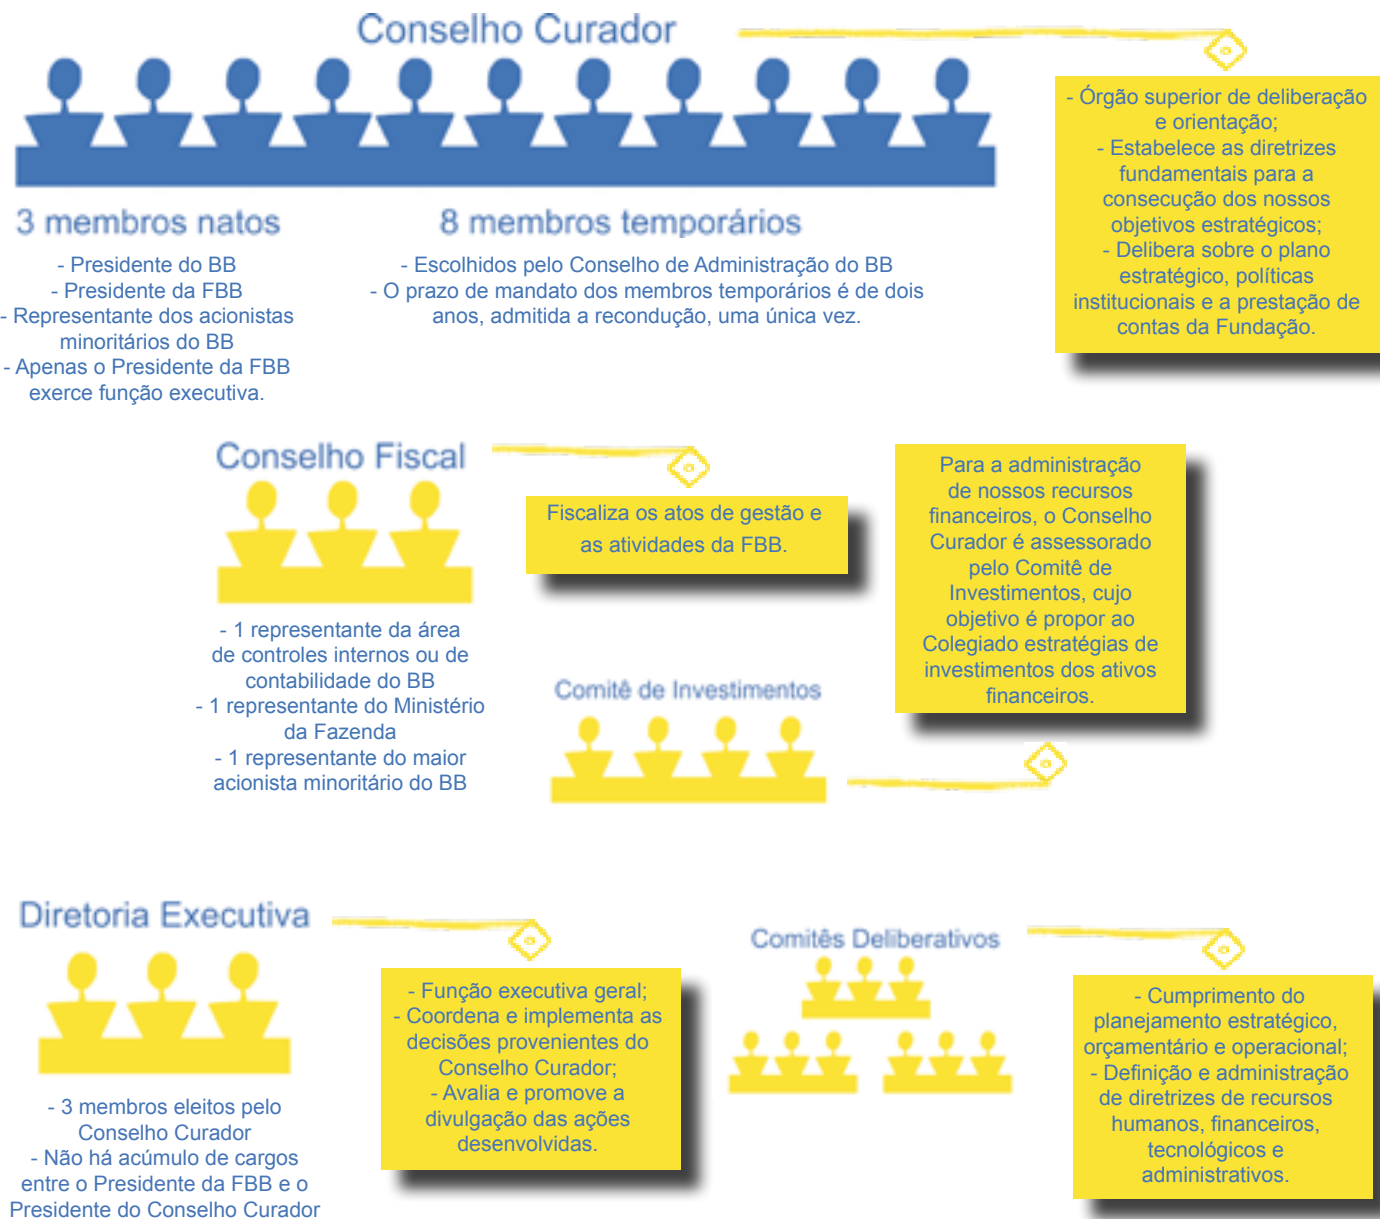 Conselho Curador
- Órgão superior de deliberação
e orientação;
- Estabelece as diretrizes
fundamentais para a
consecução dos nossos
objetivos estratégicos;
- Delibera sobre o plano
estratégico, políticas
institucionais e a prestação de
contas da Fundação.
3 membros natos
- Presidente do BB
- Presidente da FBB
- Representante dos acionistas
minoritários do BB
- Apenas o Presidente da FBB
exerce função executiva.
8 membros temporários
- Escolhidos pelo Conselho de Administração do BB
- O prazo de mandato dos membros temporários é de dois
anos, admitida a recondução, uma única vez.
Conselho Fiscal
Fiscaliza os atos de gestão e
as atividades da FBB.
- 1 representante da área
de controles internos ou de
contabilidade do BB
- 1 representante do Ministério
da Fazenda
- 1 representante do maior
acionista minoritário do BB
Para a administração
de nossos recursos
financeiros, o Conselho
Curador é assessorado
pelo Comitê de
Investimentos, cujo
objetivo é propor ao
Colegiado estratégias de
investimentos dos ativos
financeiros.
Comitê de Investimentos
Diretoria Executiva
- Função executiva geral;
- Coordena e implementa as
decisões provenientes do
Conselho Curador;
- Avalia e promove a
divulgação das ações
desenvolvidas.
- 3 membros eleitos pelo
Conselho Curador
- Não há acúmulo de cargos
entre o Presidente da FBB e o
Presidente do Conselho Curador
Comitês Deliberativos
- Cumprimento do
planejamento estratégico,
orçamentário e operacional;
- Definição e administração
de diretrizes de recursos
humanos, financeiros,
tecnológicos e
administrativos.